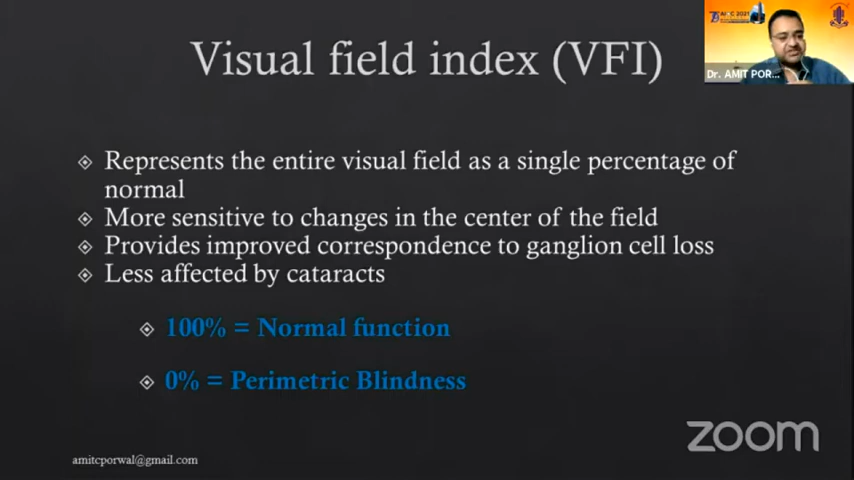 Visual field index (VFI)
AI C 2021
Dr. AMIT POR...
Represents the entire visual field as a single percentage of
normal
More sensitive to changes in the center of the field
Provides improved correspondence to ganglion cell loss
Less affected by cataracts
100% = Normal function
0% = Perimetric Blindness
zoom
amitcporwal@gmail.com